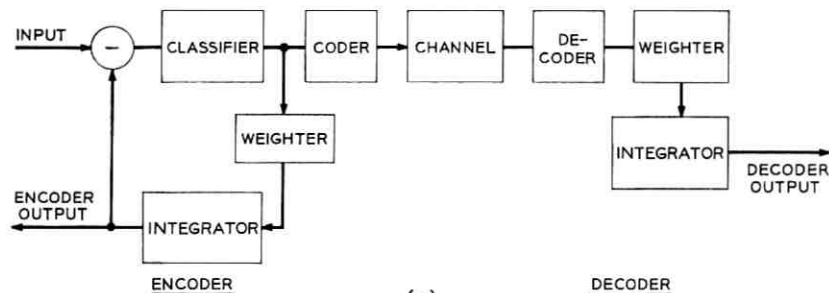 INPUT
−
CLASSIFIER
CODER
CHANNEL
DE-
CODER
WEIGHTER
WEIGHTER
INTEGRATOR
DECODER
OUTPUT
ENCODER
OUTPUT
INTEGRATOR
ENCODER
DECODER